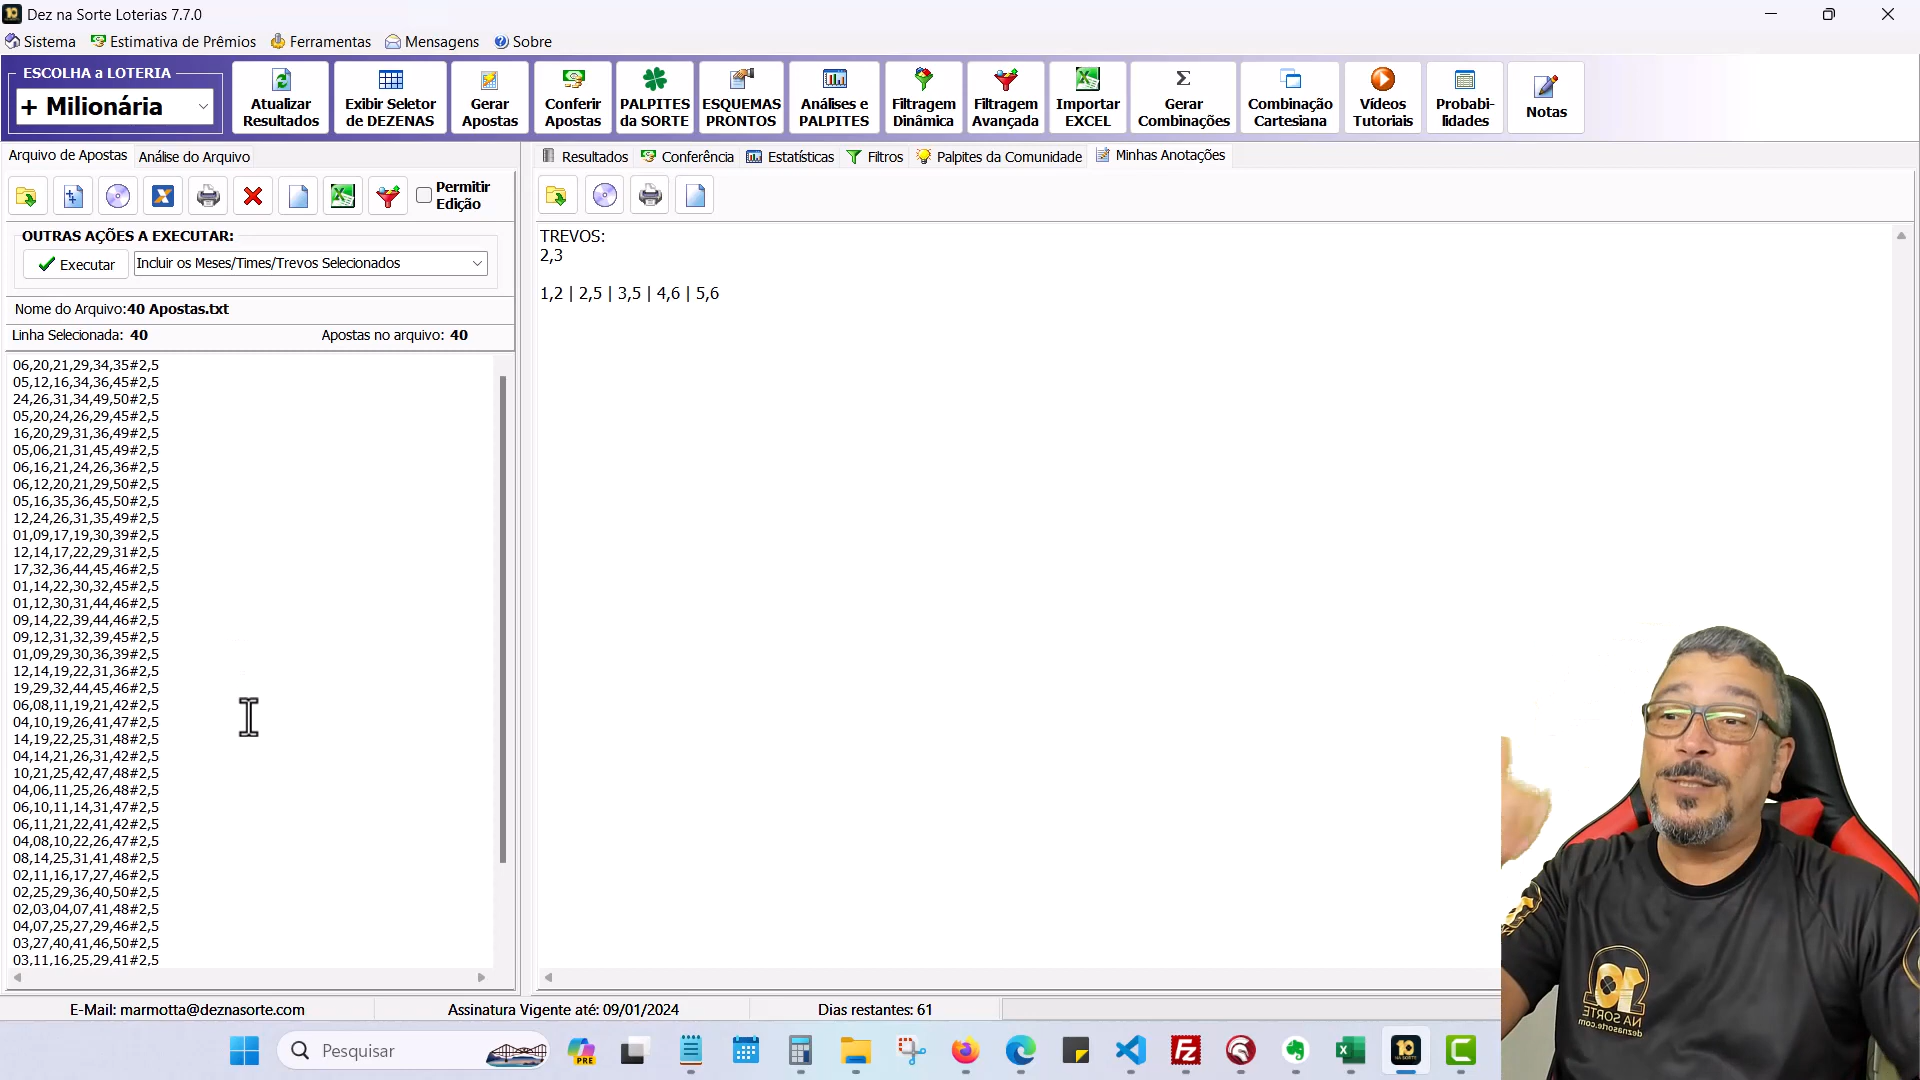 Dez na Sorte Loterias 7.7.0
Sistema Estimativa de Prêmios Ferramentas Mensagens Sobre
ESCOLHA a LOTERIA
+ Milionária
Atualizar Resultados
Exibir Seletor de DEZENAS
Gerar Apostas
Conferir Apostas
PALPITES da SORTE
ESQUEMAS PRONTOS
Análises e PALPITES
Filtragem Dinâmica
Filtragem Avançada
Importar EXCEL
Gerar Combinações
Combinação Cartesiana
Vídeos Tutoriais
Probabi-lidades
Notas
Arquivo de Apostas Análise do Arquivo
Resultados Conferência Estatísticas Filtros Palpites da Comunidade Minhas Anotações
Permitir Edição
OUTRAS AÇÕES A EXECUTAR:
Executar Incluir os Meses/Times/Trevos Selecionados
Nome do Arquivo:40 Apostas.txt
Linha Selecionada: 40 Apostas no arquivo: 40
06,20,21,29,34,35#2,5
05,12,16,34,36,45#2,5
24,26,31,34,49,50#2,5
05,20,24,26,29,45#2,5
16,20,29,31,36,49#2,5
05,06,21,31,45,49#2,5
06,16,21,24,26,36#2,5
06,12,20,21,29,50#2,5
05,16,35,36,45,50#2,5
12,24,26,31,35,49#2,5
01,09,17,19,30,39#2,5
12,14,17,22,29,31#2,5
17,32,36,44,45,46#2,5
01,14,22,30,32,45#2,5
01,12,30,31,44,46#2,5
09,14,22,39,44,46#2,5
09,12,31,32,39,45#2,5
01,09,29,30,36,39#2,5
12,14,19,22,31,36#2,5
19,29,32,44,45,46#2,5
06,08,11,19,21,42#2,5
04,10,19,26,41,47#2,5
14,19,22,25,31,48#2,5
04,14,21,26,31,42#2,5
10,21,25,42,47,48#2,5
04,06,11,25,26,48#2,5
06,10,11,14,31,47#2,5
06,11,21,22,41,42#2,5
04,08,10,22,26,47#2,5
08,14,25,31,41,48#2,5
02,11,16,17,27,46#2,5
02,25,29,36,40,50#2,5
02,03,04,07,41,48#2,5
04,07,25,27,29,46#2,5
03,27,40,41,46,50#2,5
03,11,16,25,29,41#2,5
TREVOS:
2,3
1,2 | 2,5 | 3,5 | 4,6 | 5,6
10
NA SORTE
deznasorte.com
E-Mail: marmotta@deznasorte.com Assinatura Vigente até: 09/01/2024 Dias restantes: 61
Pesquisar
PRE